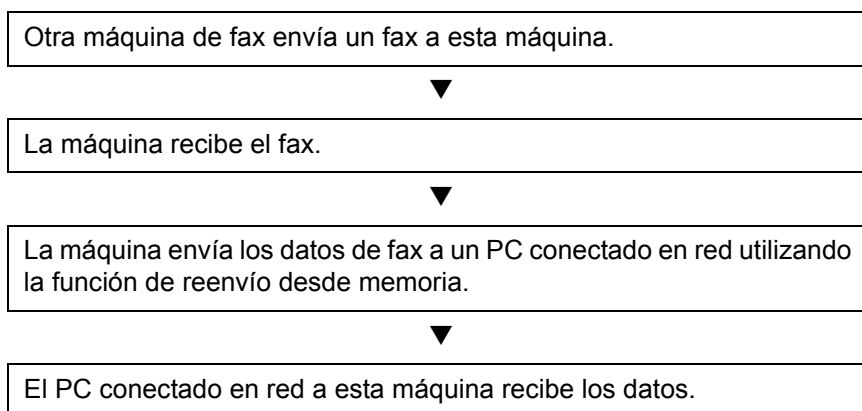 Otra máquina de fax envía un fax a esta máquina.
▼
La máquina recibe el fax.
▼
La máquina envía los datos de fax a un PC conectado en red utilizando
la función de reenvío desde memoria.
▼
El PC conectado en red a esta máquina recibe los datos.